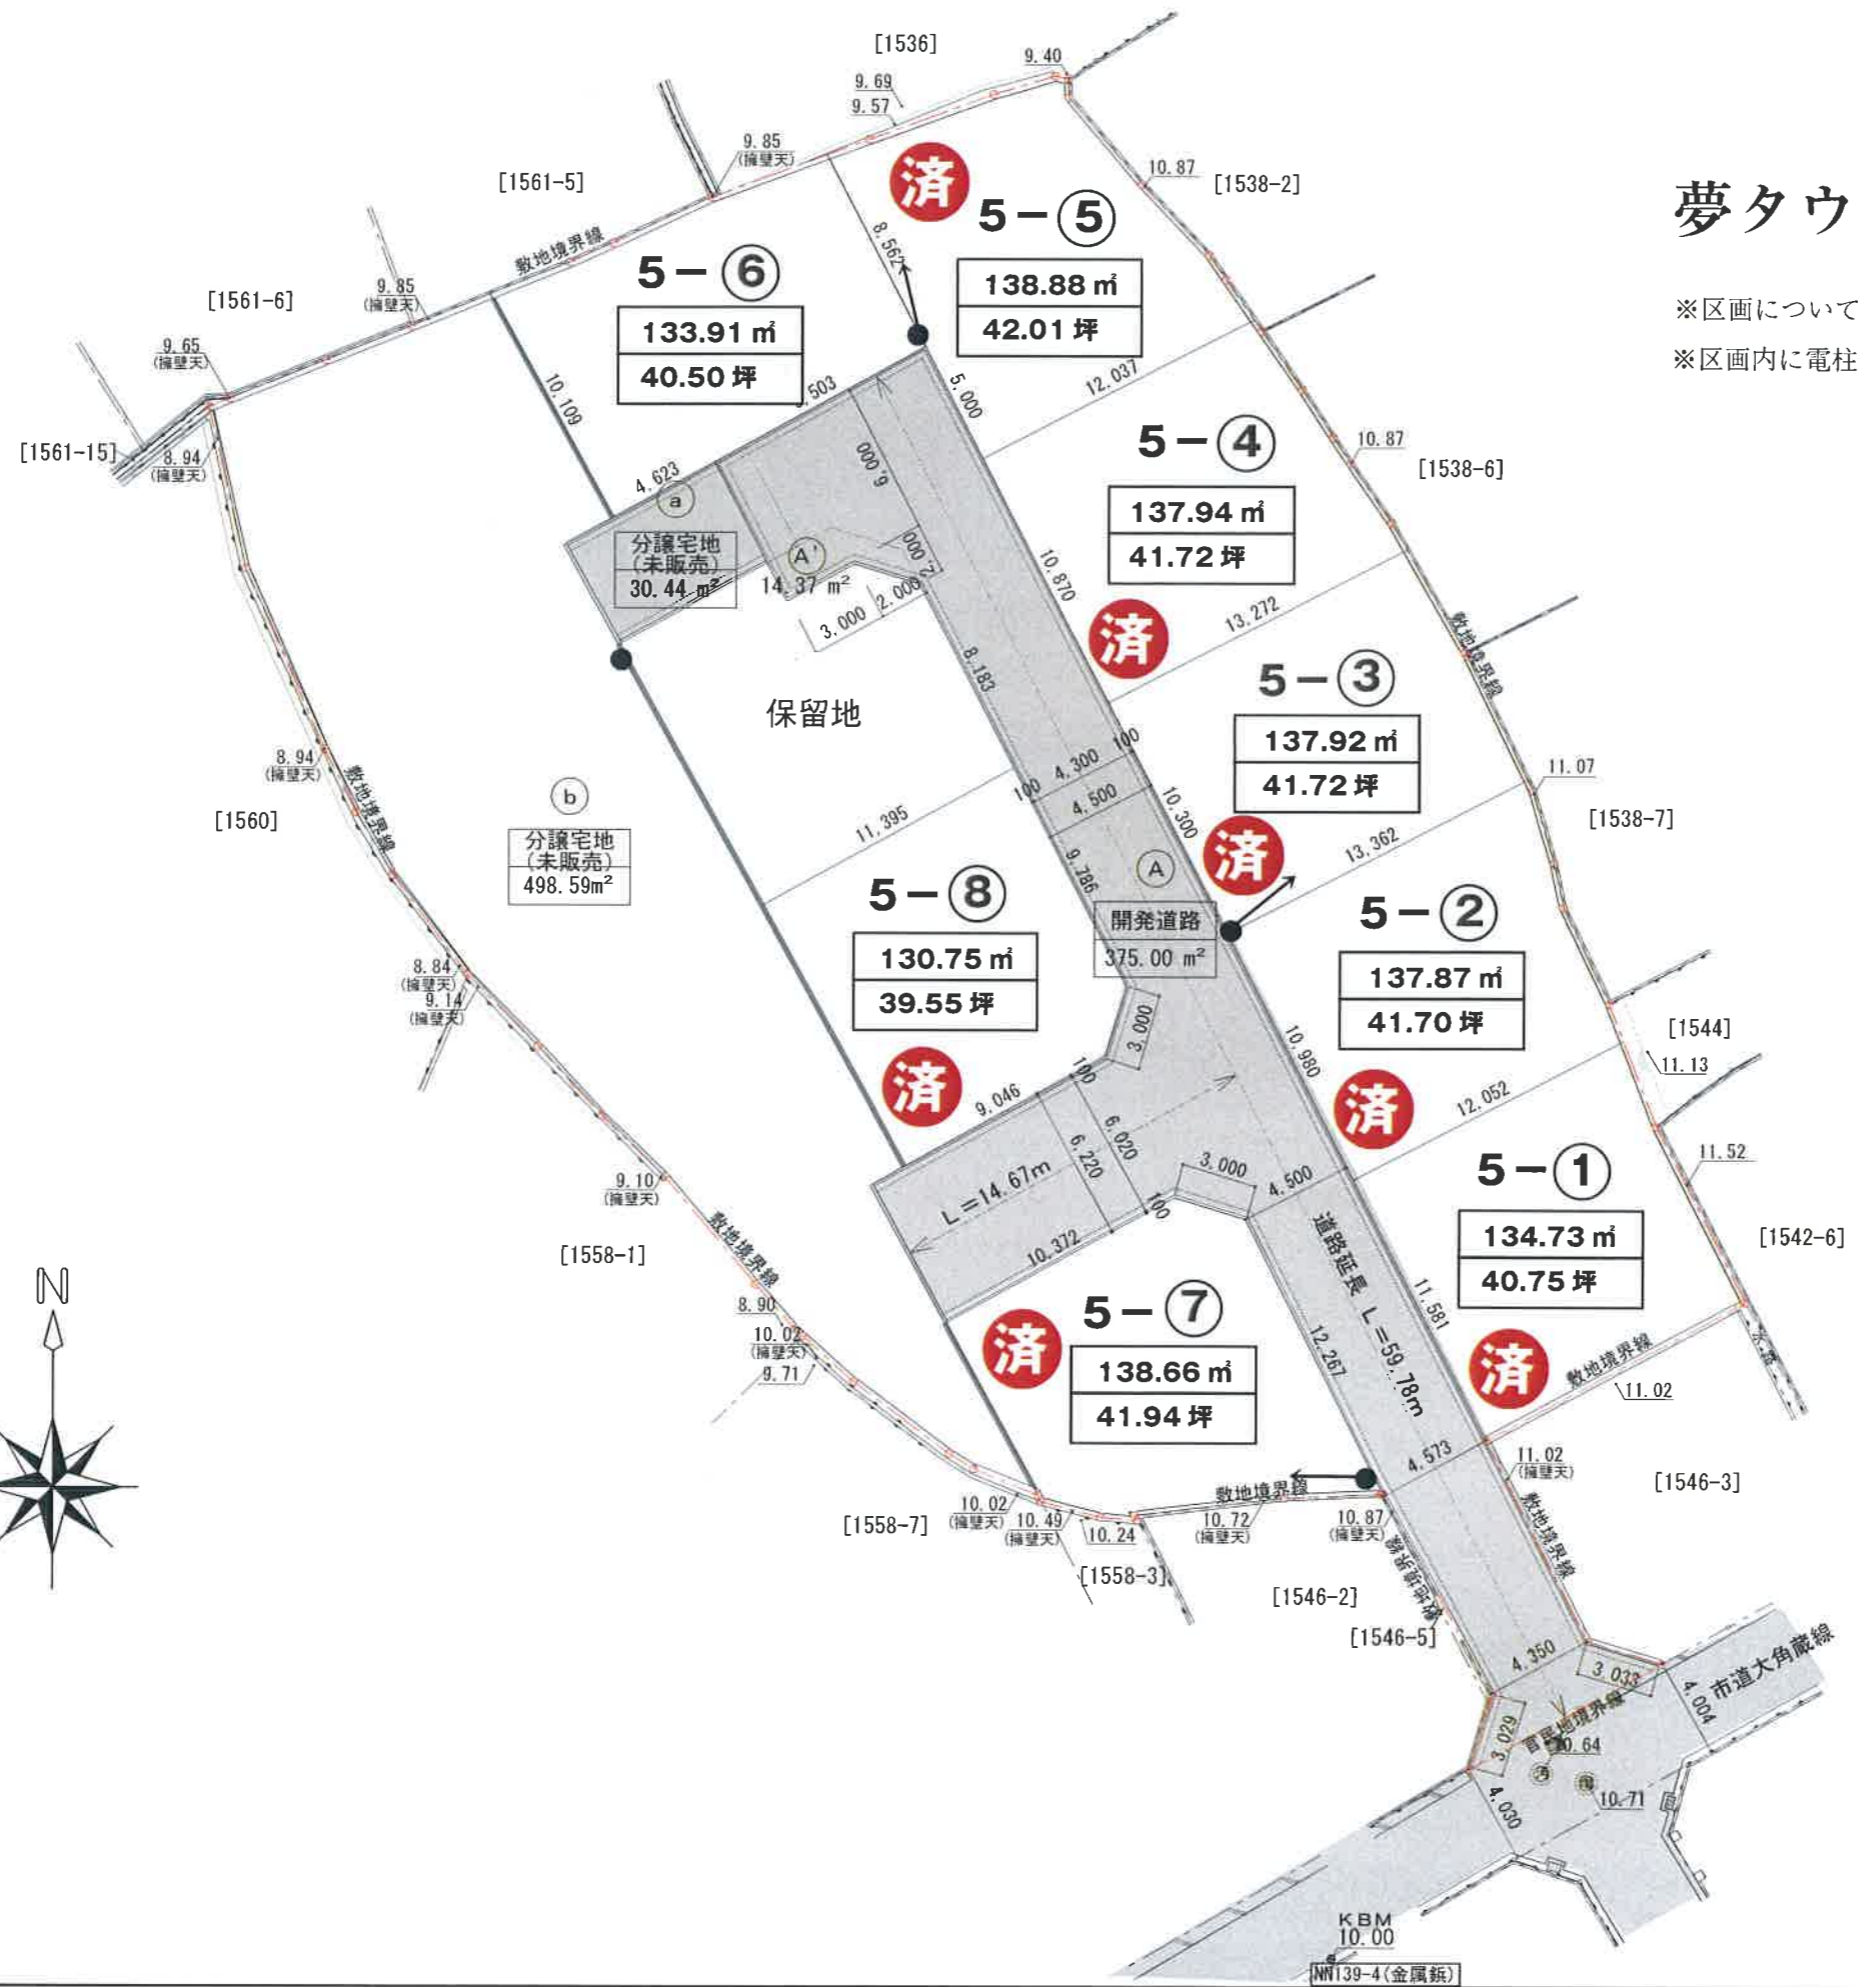 [1536]
9.40
9.69
9.57
9.85
(擁壁天)
[1561-5]
済
5-⑤
138.88㎡
42.01坪
10.87
[1538-2]
夢タウ
※区画について
※区画内に電柱
敷地境界線
5-⑥
133.91㎡
40.50坪
8.562
[1561-6]
9.85
(擁壁天)
9.65
(擁壁天)
[1561-15]
8.94
(擁壁天)
10.109
5.000
12.037
5-④
137.94㎡
41.72坪
10.87
[1538-6]
4.623
a
分譲宅地
(未販売)
30.44m²
A'
14.37m²
6.000
3.000
2.000
10.870
済
13.272
敷地境界線
5-③
137.92㎡
41.72坪
8.183
保留地
100
4.300
100
4.500
10.300
11.07
[1538-7]
8.94
(擁壁天)
敷地境界線
[1560]
b
分譲宅地
(未販売)
498.59m²
11.395
9.786
済
13.362
A
開発道路
375.00m²
5-⑧
130.75㎡
39.55坪
5-②
137.87㎡
41.70坪
8.84
(擁壁天)
9.14
(擁壁天)
3.000
10.980
[1544]
11.13
済
100
9.046
6.020
6.220
済
12.052
11.52
9.10
(擁壁天)
L=14.67m
3.000
4.500
100
5-①
134.73㎡
40.75坪
[1542-6]
[1558-1]
敷地境界線
10.372
道路延長 L=59.78m
11.581
N
8.90
10.02
(擁壁天)
9.71
済
5-⑦
138.66㎡
41.94坪
12.267
済
敷地境界線
11.02
水路
4.573
11.02
(擁壁天)
[1546-3]
敷地境界線
敷地境界線
[1558-7]
10.02
(擁壁天)
10.49
(擁壁天)
10.24
10.72
(擁壁天)
10.87
(擁壁天)
敷地境界線
[1558-3]
[1546-2]
[1546-5]
4.350
3.033
4.004
市道大角蔵線
官民地境界線
3.029
10.64
汚
10.71
4.030
KBM
10.00
NN139-4(金属鋲)